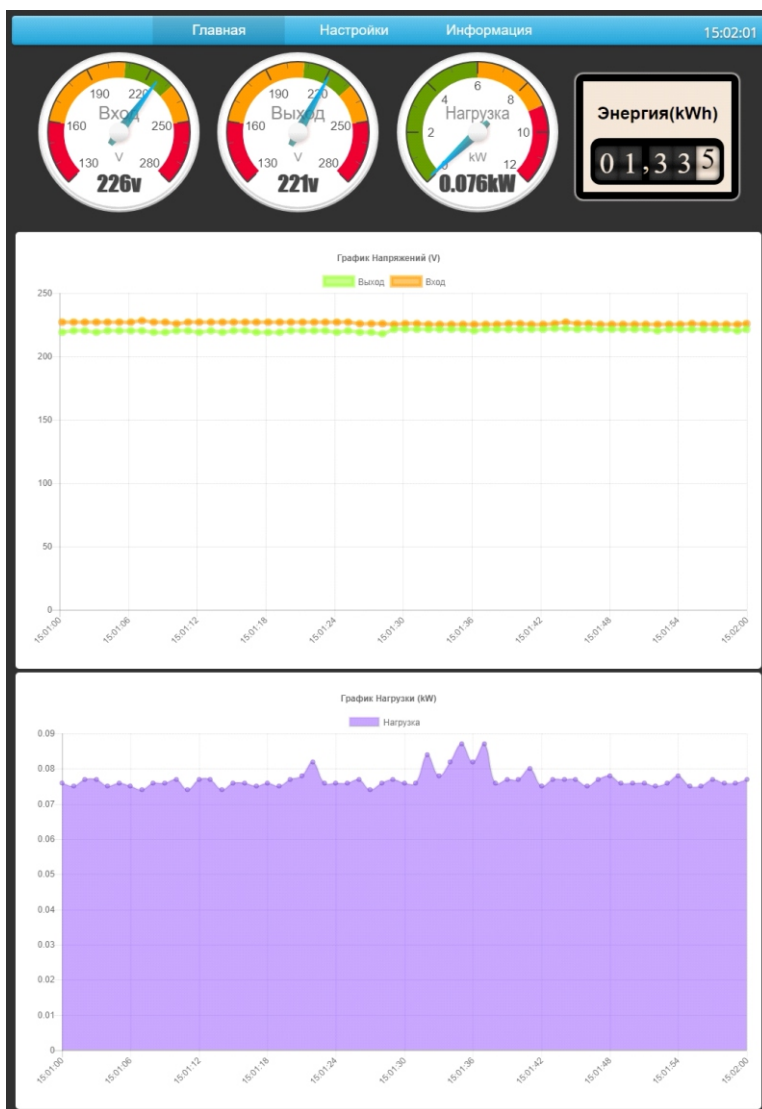 Главная Настройки Информация 15:02:01
130 160 190 220 250 280
Вход
V
226v
130 160 190 220 250 280
Выход
V
221v
0 2 4 6 8 10 12
Нагрузка
kW
0.076kW
Энергия(kWh)
01,335
График Напряжений (V)
Выход Вход
250
200
150
100
50
0
15:01:00 15:01:06 15:01:12 15:01:18 15:01:24 15:01:30 15:01:36 15:01:42 15:01:48 15:01:54 15:02:00
График Нагрузки (kW)
Нагрузка
0.09
0.08
0.07
0.06
0.05
0.04
0.03
0.02
0.01
0
15:01:00 15:01:06 15:01:12 15:01:18 15:01:24 15:01:30 15:01:36 15:01:42 15:01:48 15:01:54 15:02:00